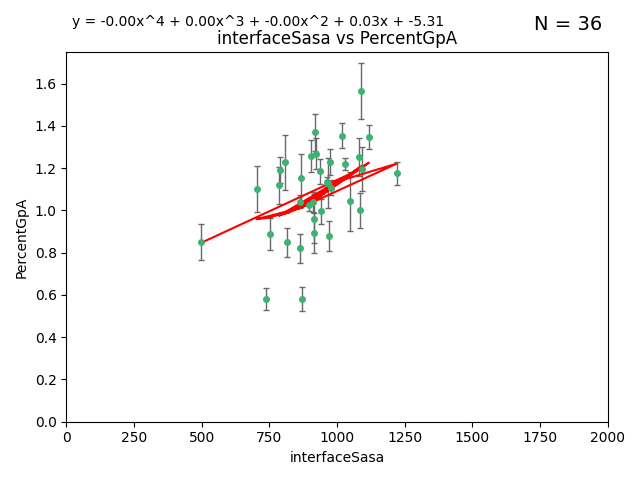 y = -0.00x^4 + 0.00x^3 + -0.00x^2 + 0.03x + -5.31
N = 36
interfaceSasa vs PercentGpA
PercentGpA
1.6
1.4
1.2
1.0
0.8
0.6
0.4
0.2
0.0
0 250 500 750 1000 1250 1500 1750 2000
interfaceSasa